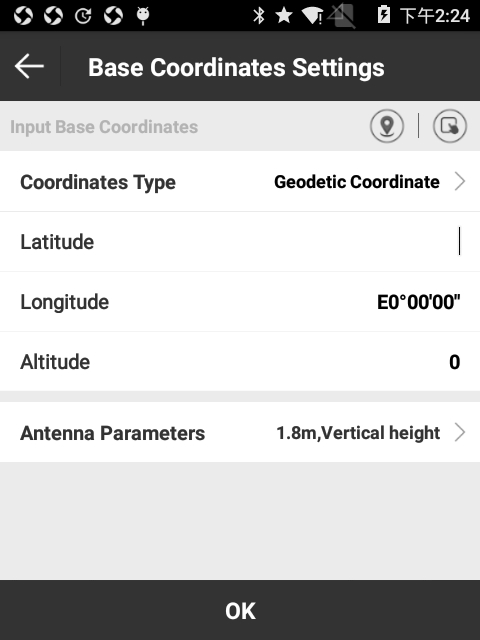 下午2:24
Base Coordinates Settings
Input Base Coordinates
Coordinates Type Geodetic Coordinate
Latitude
Longitude E0°00'00"
Altitude 0
Antenna Parameters 1.8m,Vertical height
OK